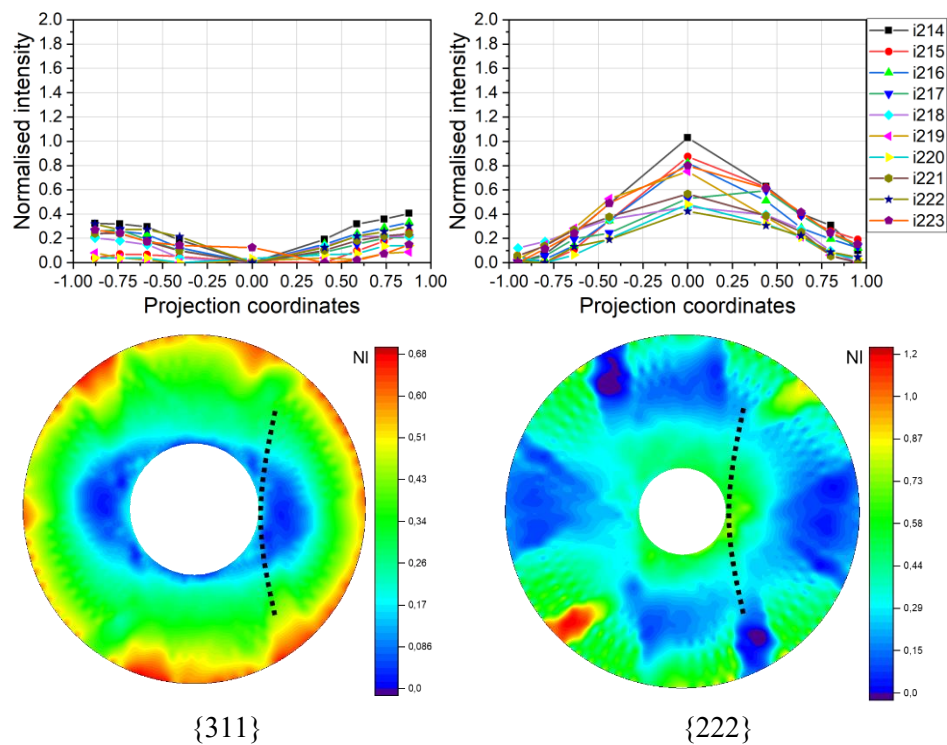 2.0
1.8
1.6
1.4
1.2
1.0
0.8
0.6
0.4
0.2
0.0
Normalised intensity
-1.00 -0.75 -0.50 -0.25 0.00 0.25 0.50 0.75 1.00
Projection coordinates
2.0
1.8
1.6
1.4
1.2
1.0
0.8
0.6
0.4
0.2
0.0
Normalised intensity
-1.00 -0.75 -0.50 -0.25 0.00 0.25 0.50 0.75 1.00
Projection coordinates
i214
i215
i216
i217
i218
i219
i220
i221
i222
i223
NI
0,68
0,51
0,43
0,34
0,26
0,17
0,086
0,0
{311}
NI
1,2
1,0
0,87
0,73
0,58
0,44
0,29
0,15
0,0
{222}